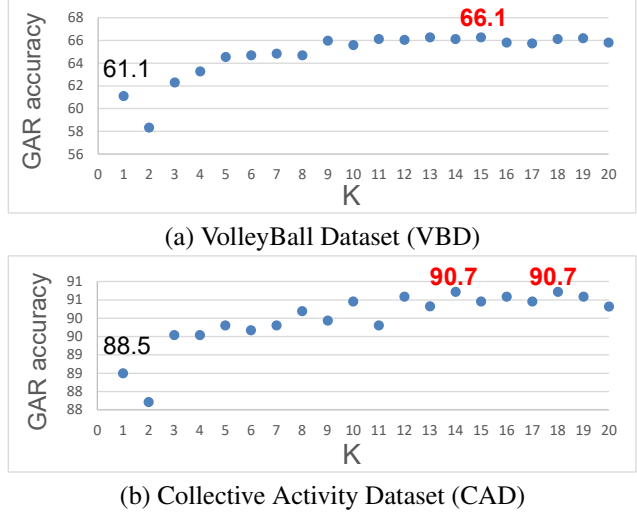 66.1
68
66
64
62
60
58
56
61.1
GAR accuracy
0 1 2 3 4 5 6 7 8 9 10 11 12 13 14 15 16 17 18 19 20
K
(a) VolleyBall Dataset (VBD)
90.7 90.7
91
91
90
90
89
89
88
88
88.5
GAR accuracy
0 1 2 3 4 5 6 7 8 9 10 11 12 13 14 15 16 17 18 19 20
K
(b) Collective Activity Dataset (CAD)